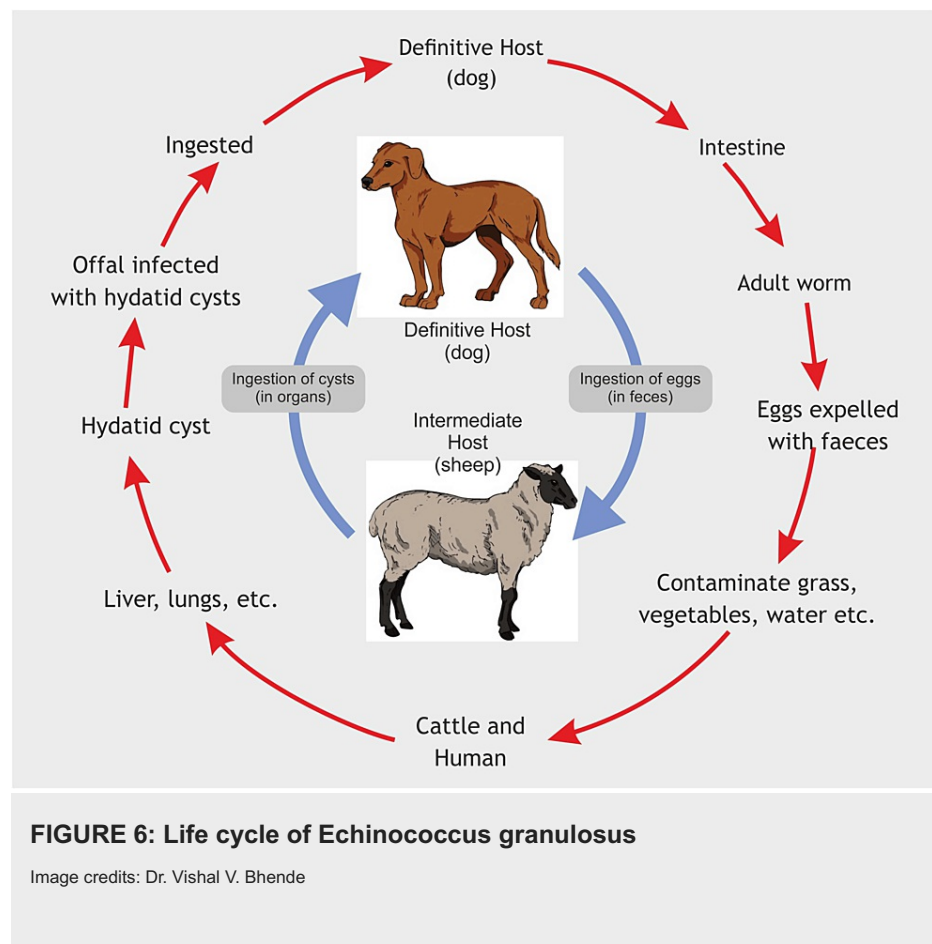 Definitive Host
(dog)
Intestine
Adult worm
Eggs expelled
with faeces
Contaminate grass,
vegetables, water etc.
Cattle and
Human
Liver, lungs, etc.
Hydatid cyst
Offal infected
with hydatid cysts
Ingested
Definitive Host
(dog)
Ingestion of eggs
(in feces)
Intermediate
Host
(sheep)
Ingestion of cysts
(in organs)
FIGURE 6: Life cycle of Echinococcus granulosus
Image credits: Dr. Vishal V. Bhende